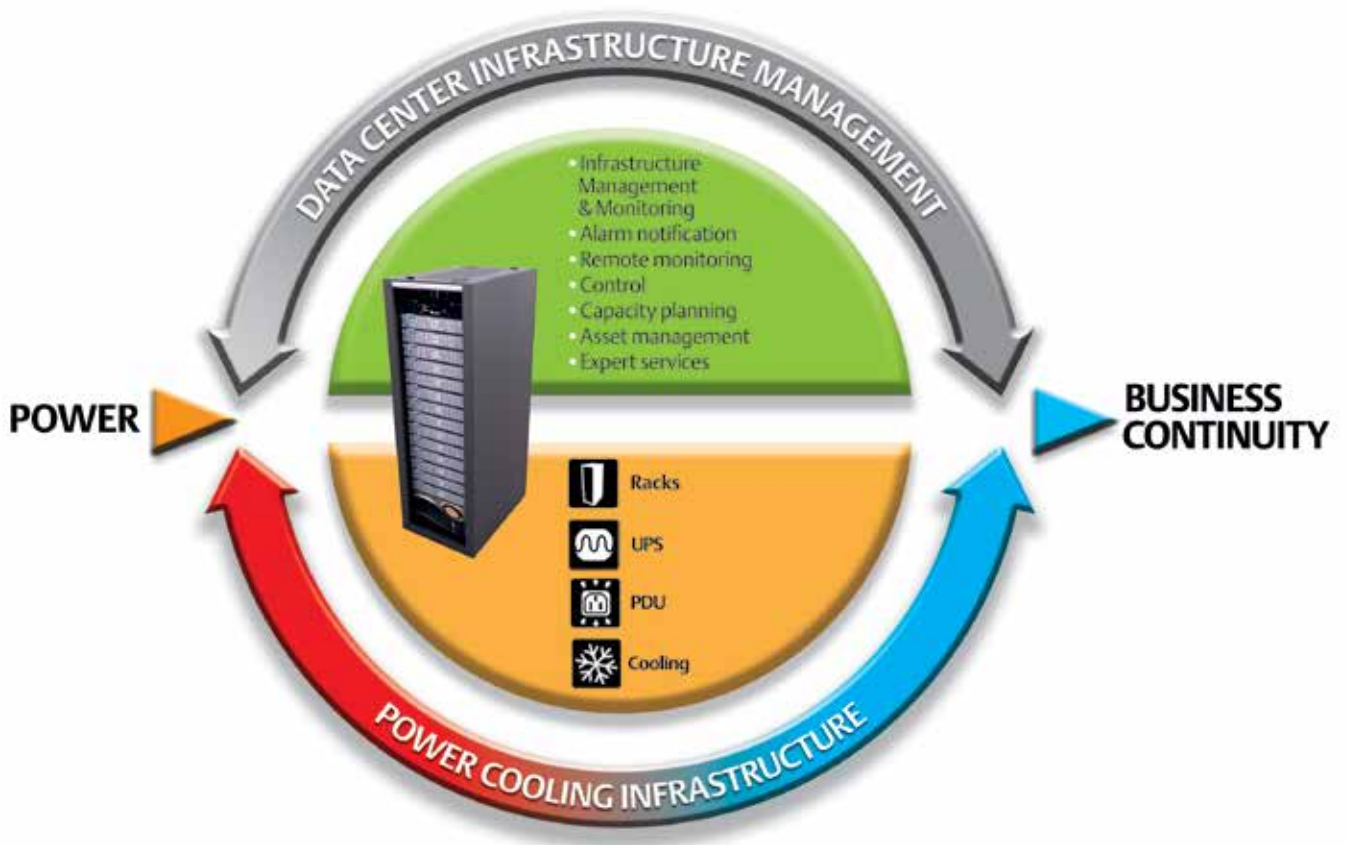 DATA CENTER INFRASTRUCTURE MANAGEMENT
• Infrastructure
Management
& Monitoring
• Alarm notification
• Remote monitoring
• Control
• Capacity planning
• Asset management
• Expert services
POWER
BUSINESS
CONTINUITY
Racks
UPS
PDU
Cooling
POWER COOLING INFRASTRUCTURE